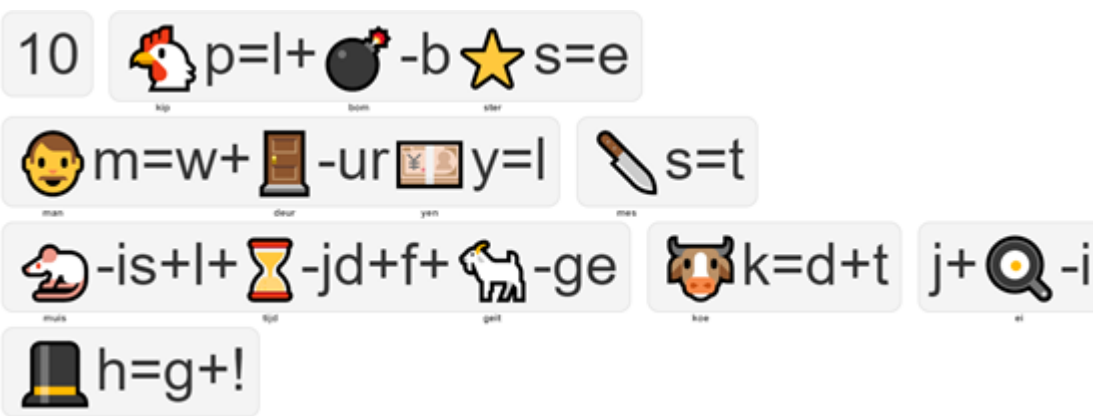 10 p=l+ -b s=e
kip bom ster
m=w+ -ur y=l s=t
man deur yen mes
-is+l+ -jd+f+ -ge k=d+t j+ -i
muis tijd geit koe ei
h=g+!